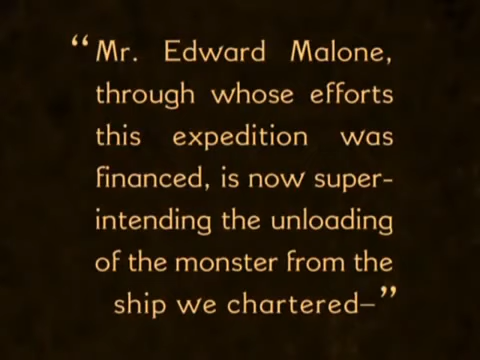 “Mr. Edward Malone,
through whose efforts
this expedition was
financed, is now super-
intending the unloading
of the monster from the
ship we chartered—”